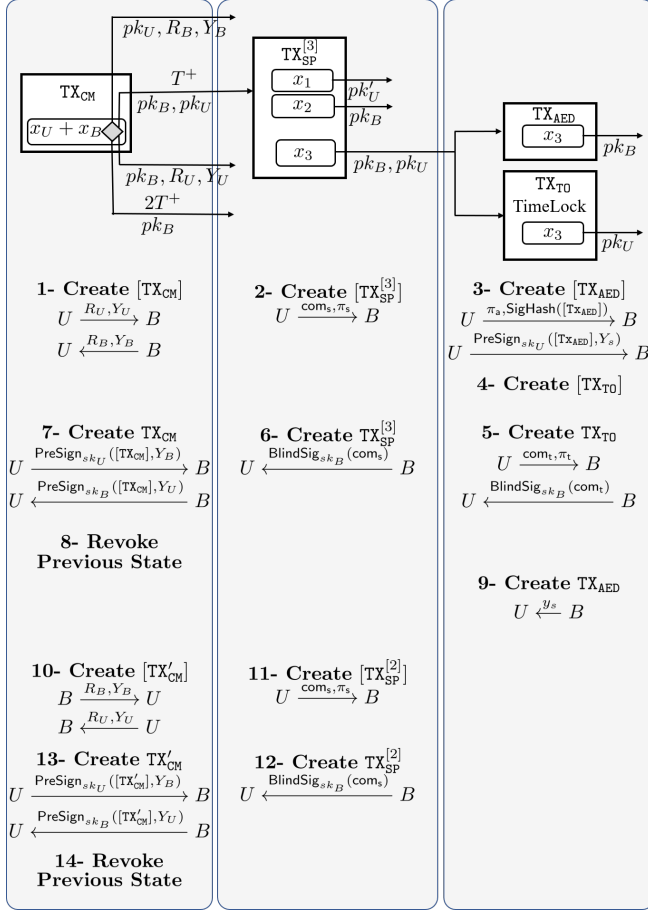 pk_U, R_B, Y_B
TX_CM
x_U + x_B
T^+
pk_B, pk_U
pk_B, R_U, Y_U
2T^+
pk_B
TX_SP^[3]
x_1
pk'_U
x_2
pk_B
x_3
pk_B, pk_U
TX_AED
x_3
pk_B
TX_TO
TimeLock
x_3
pk_U
1- Create [TX_CM]
U R_U,Y_U → B
U ← R_B,Y_B B
2- Create [TX_SP^[3]]
U com_s,π_s → B
3- Create [TX_AED]
U π_a,SigHash([Tx_AED]) → B
U PreSign_sk_U([Tx_AED],Y_s) → B
4- Create [TX_TO]
7- Create TX_CM
U PreSign_sk_U([TX_CM],Y_B) → B
U ← PreSign_sk_B([TX_CM],Y_U) B
8- Revoke
Previous State
6- Create TX_SP^[3]
U ← BlindSig_sk_B(com_s) B
5- Create TX_TO
U com_t,π_t → B
U ← BlindSig_sk_B(com_t) B
9- Create TX_AED
U ← y_s B
10- Create [TX'_CM]
B R_B,Y_B → U
B ← R_U,Y_U U
11- Create [TX_SP^[2]]
U com_s,π_s → B
13- Create TX'_CM
U PreSign_sk_U([TX'_CM],Y_B) → B
U ← PreSign_sk_B([TX'_CM],Y_U) B
12- Create TX_SP^[2]
U ← BlindSig_sk_B(com_s) B
14- Revoke
Previous State